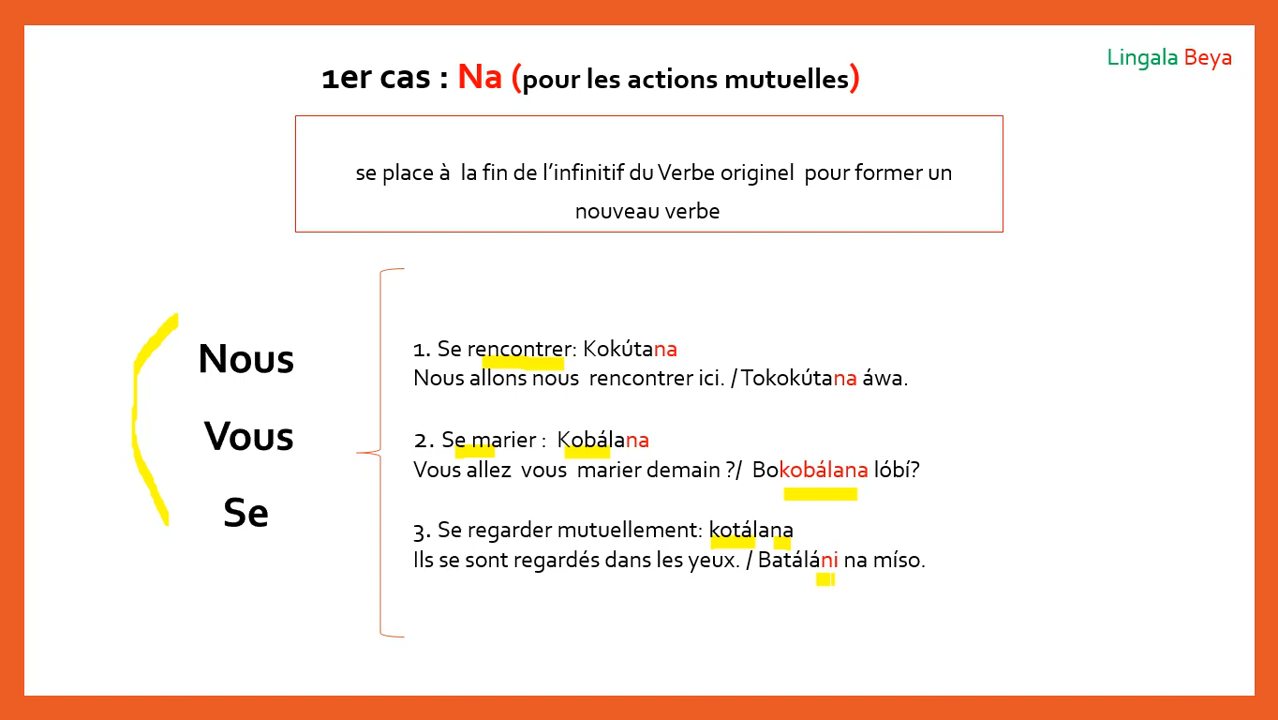 Lingala Beya
1er cas : Na (pour les actions mutuelles)
se place à la fin de l’infinitif du Verbe originel pour former un
nouveau verbe
Nous
Vous
Se
1. Se rencontrer: Kokútana
Nous allons nous rencontrer ici. / Tokokútana áwa.
2. Se marier : Kobálana
Vous allez vous marier demain ?/ Bokobálana lóbí?
3. Se regarder mutuellement: kotálana
Ils se sont regardés dans les yeux. / Batáláni na míso.